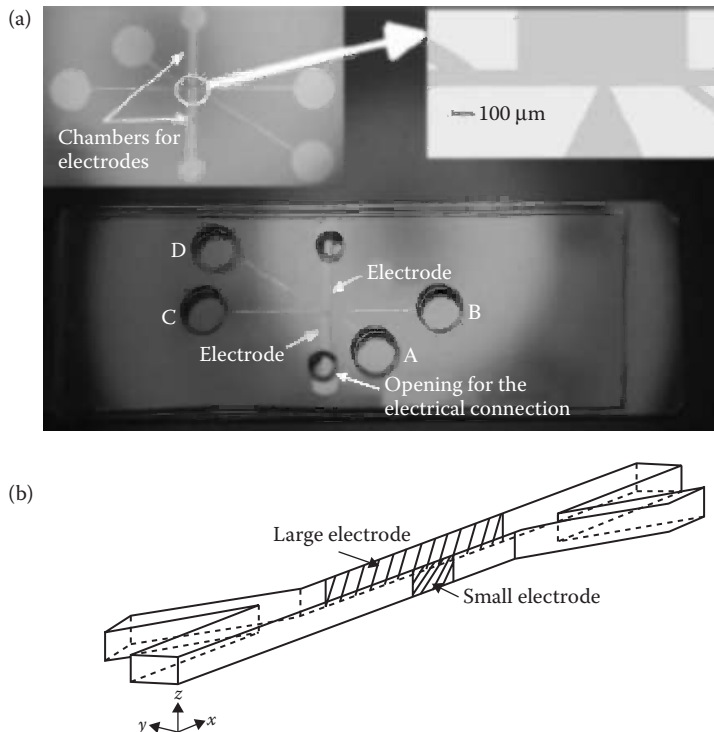 (a)
Chambers for
electrodes
100 µm
D
Electrode
C
B
Electrode
A
Opening for the
electrical connection
(b)
Large electrode
Small electrode
z
y
x